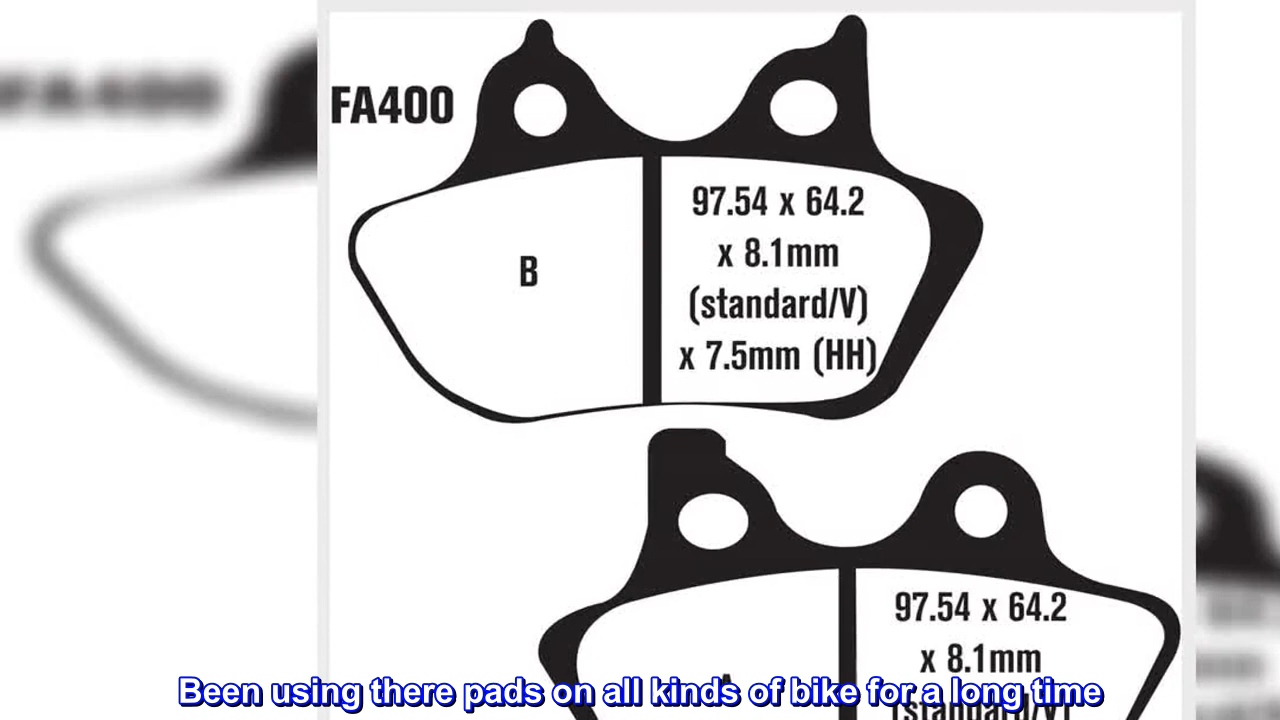 FA400
97.54 x 64.2
x 8.1mm
B
(standard/V)
x 7.5mm (HH)
97.54 x 64.2
x 8.1mm
(standard/V)
Been using there pads on all kinds of bike for a long time